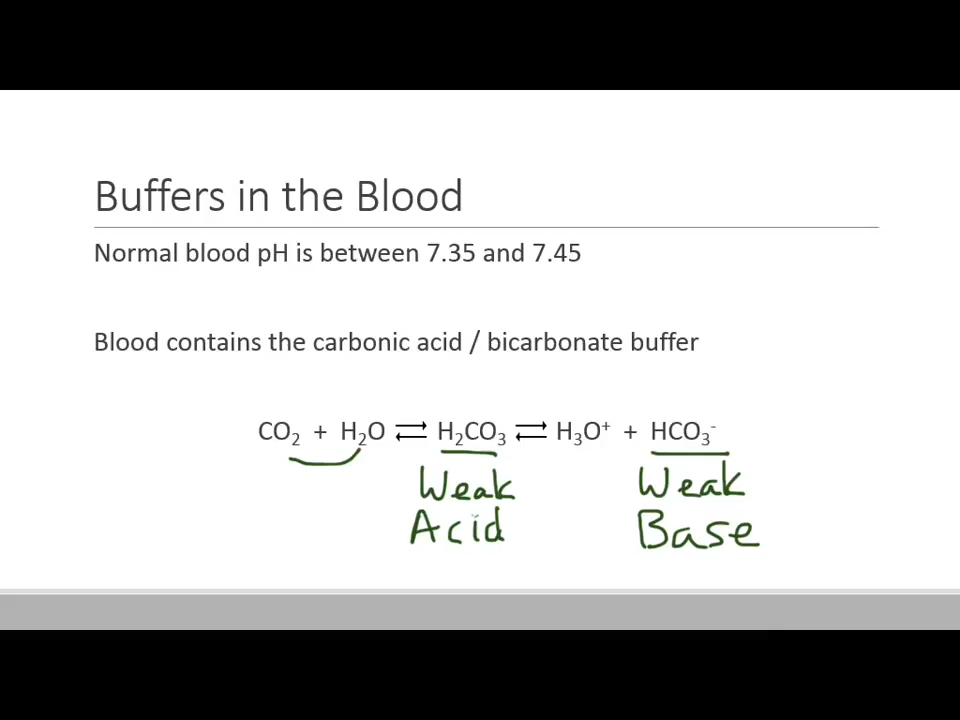 Buffers in the Blood
Normal blood pH is between 7.35 and 7.45
Blood contains the carbonic acid / bicarbonate buffer
CO₂ + H₂O ⇌ H₂CO₃ ⇌ H₃O⁺ + HCO₃⁻
Weak Weak
Acid Base